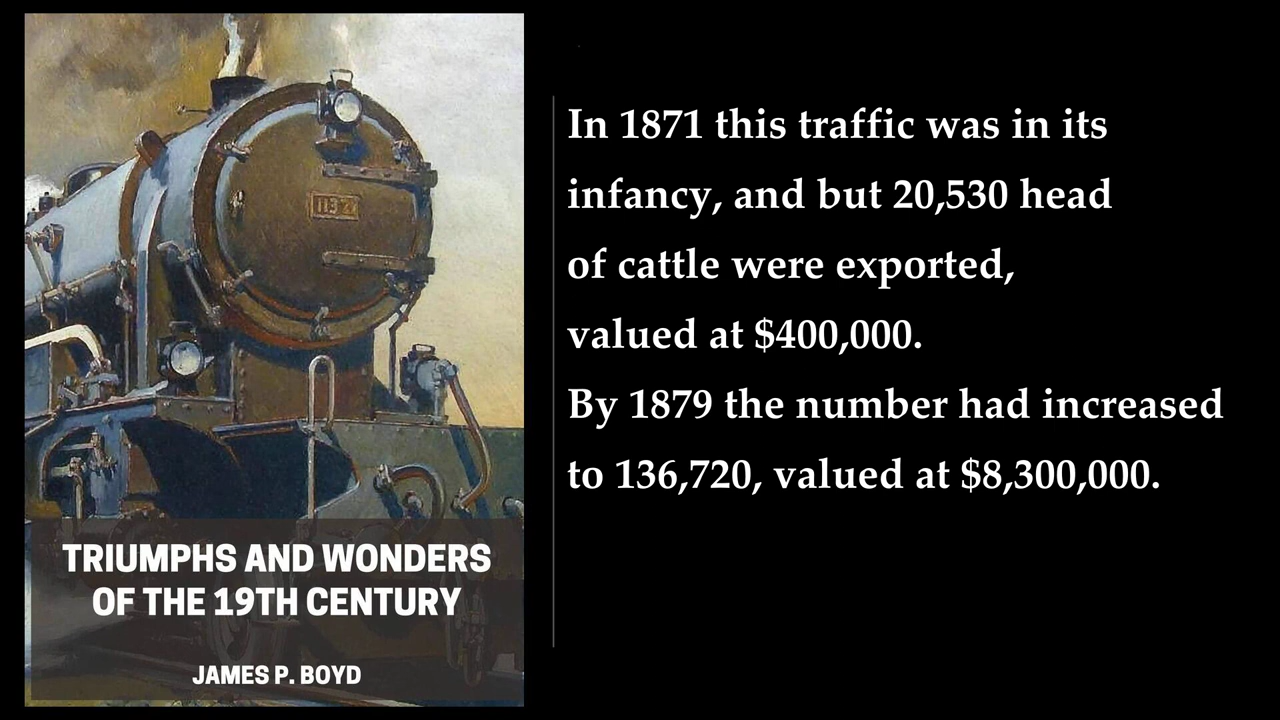 In 1871 this traffic was in its
infancy, and but 20,530 head
of cattle were exported,
valued at $400,000.
By 1879 the number had increased
to 136,720, valued at $8,300,000.
TRIUMPHS AND WONDERS
OF THE 19TH CENTURY
JAMES P. BOYD